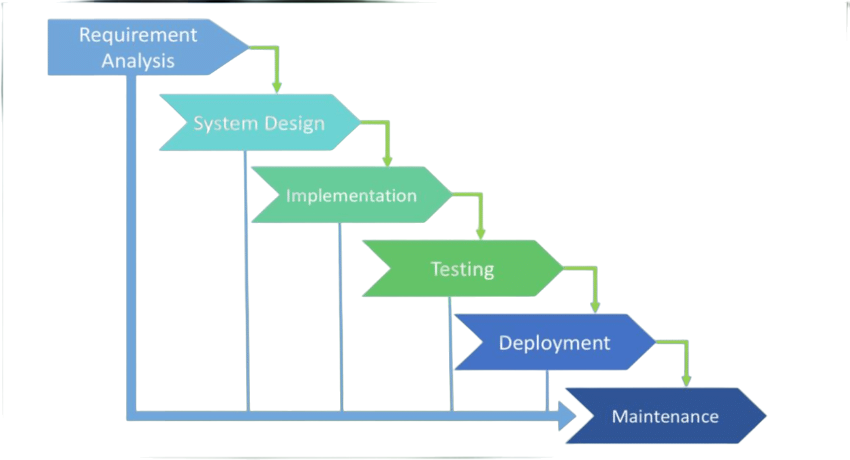 Requirement
Analysis
System Design
Implementation
Testing
Deployment
Maintenance